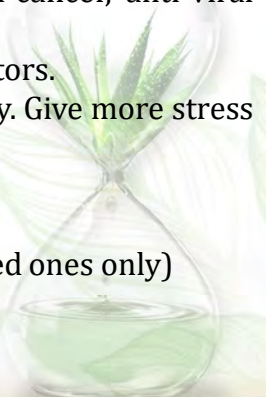 cancer, anti viral
tors.
y. Give more stress
ed ones only)